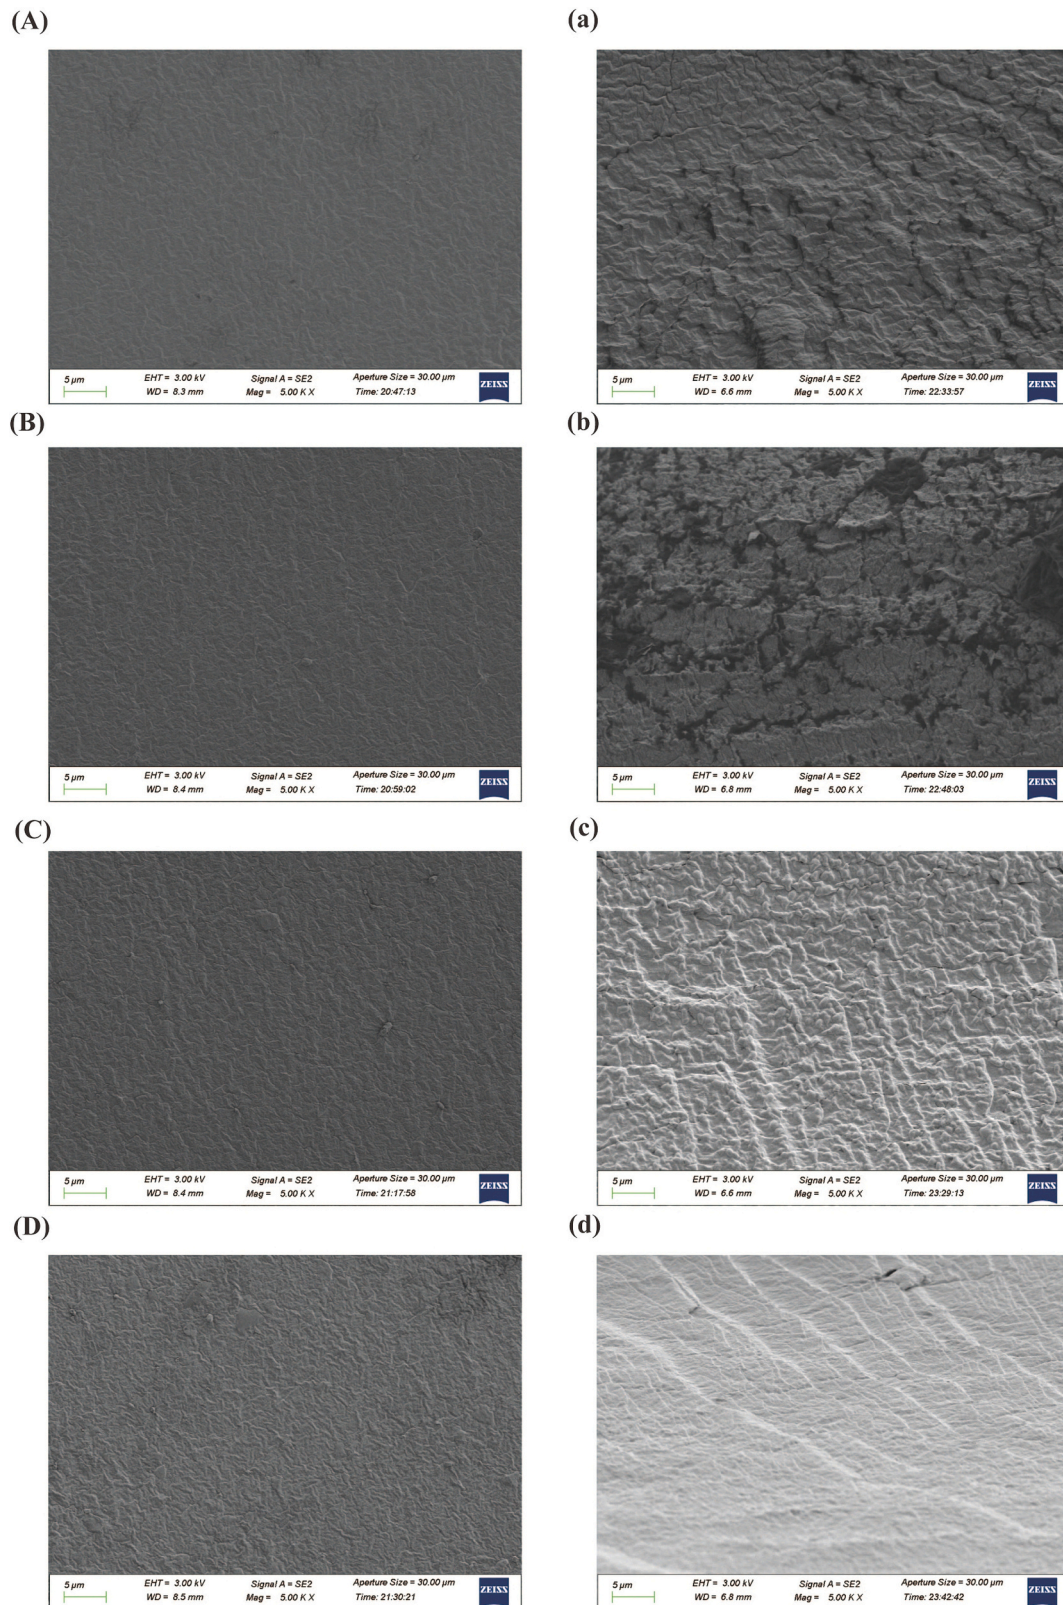 (A)
(a)
5 µm
EHT = 3.00 kV
Signal A = SE2
Aperture Size = 30.00 µm
WD = 8.3 mm
Mag = 5.00 K X
Time: 20:47:13
ZEISS
5 µm
EHT = 3.00 kV
Signal A = SE2
Aperture Size = 30.00 µm
WD = 6.6 mm
Mag = 5.00 K X
Time: 22:33:57
ZEISS
(B)
(b)
5 µm
EHT = 3.00 kV
Signal A = SE2
Aperture Size = 30.00 µm
WD = 8.4 mm
Mag = 5.00 K X
Time: 20:59:02
ZEISS
5 µm
EHT = 3.00 kV
Signal A = SE2
Aperture Size = 30.00 µm
WD = 6.8 mm
Mag = 5.00 K X
Time: 22:48:03
ZEISS
(C)
(c)
5 µm
EHT = 3.00 kV
Signal A = SE2
Aperture Size = 30.00 µm
WD = 8.4 mm
Mag = 5.00 K X
Time: 21:17:58
ZEISS
5 µm
EHT = 3.00 kV
Signal A = SE2
Aperture Size = 30.00 µm
WD = 6.6 mm
Mag = 5.00 K X
Time: 23:29:13
ZEISS
(D)
(d)
5 µm
EHT = 3.00 kV
Signal A = SE2
Aperture Size = 30.00 µm
WD = 8.5 mm
Mag = 5.00 K X
Time: 21:30:21
ZEISS
5 µm
EHT = 3.00 kV
Signal A = SE2
Aperture Size = 30.00 µm
WD = 6.8 mm
Mag = 5.00 K X
Time: 23:42:42
ZEISS